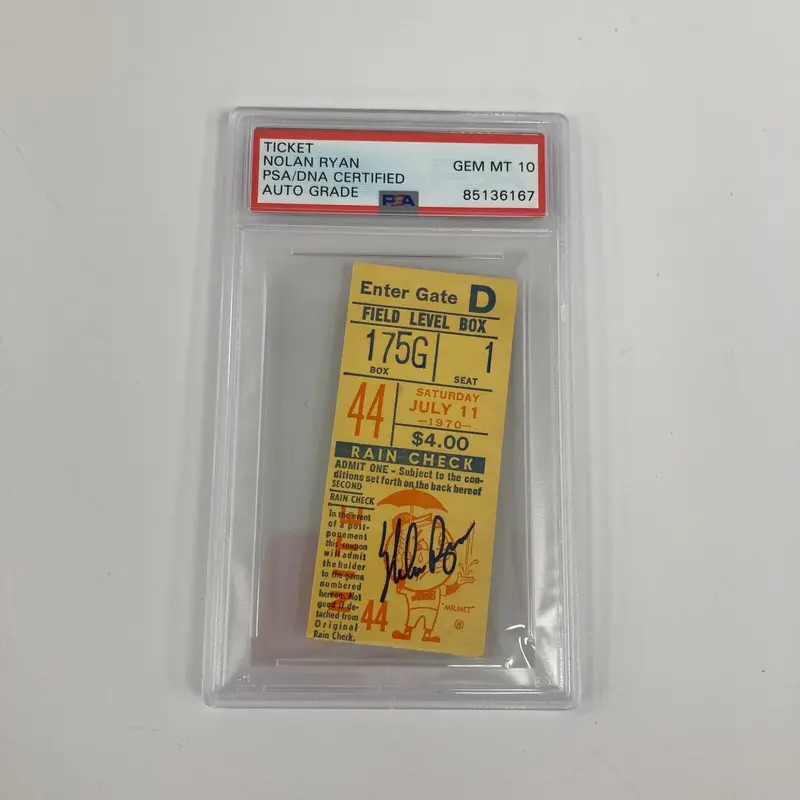 TICKET
NOLAN RYAN
PSA/DNA CERTIFIED
AUTO GRADE
GEM MT 10
85136167
PSA
Enter Gate D
FIELD LEVEL BOX
175G 1
BOX SEAT
44
SATURDAY
JULY 11
—1970—
$4.00
RAIN CHECK
ADMIT ONE - Subject to the con-
ditions set forth on the back hereof
SECOND
RAIN CHECK
In the event
of a post-
ponement
this coupon
will admit
the holder
to the game
numbered
hereon. Not
good if de-
tached from
Original
Rain Check.
44
Nolan Ryan
"MR. MET"
®